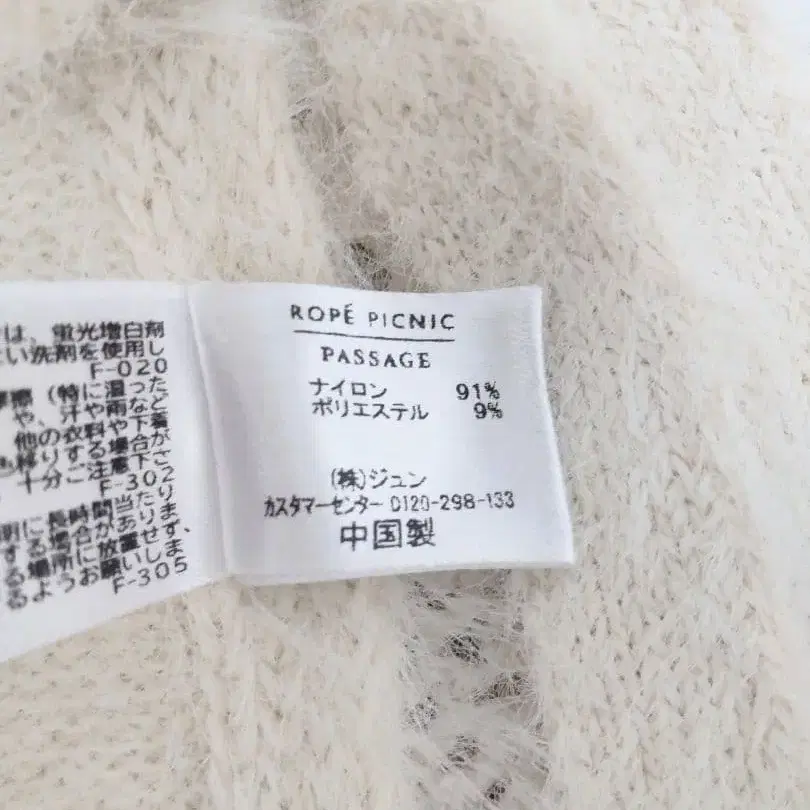 は、蛍光増白剤
い洗剤を使用し
F-020
摩擦（特に湿った
や、汗や雨などで
他の衣料や下着が
色移りする場合がさ
十分ご注意下
F-302
明に長時間当たり
する場合があります
る場所に放置せず、
るようお願いしま
F-305
ROPÉ PICNIC
PASSAGE
ナイロン 91%
ポリエステル 9%
(株)ジュン
カスタマーセンター 0120-298-133
中国製